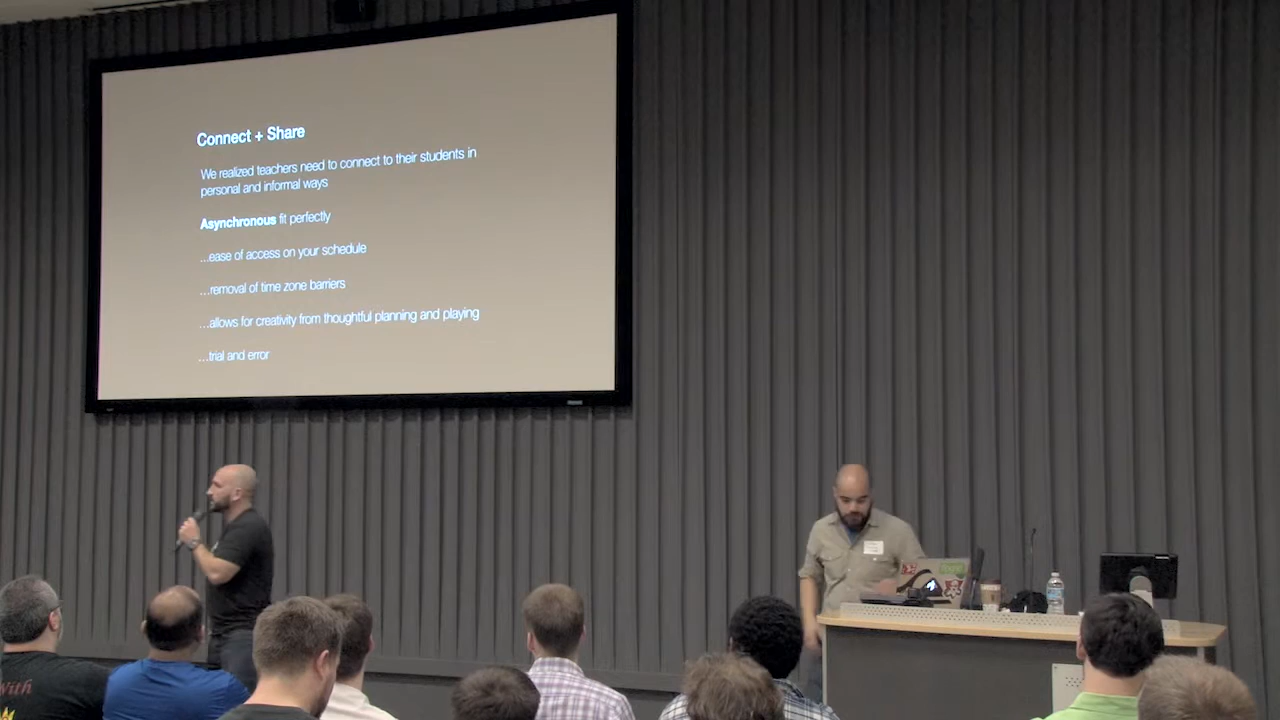 Connect + Share
We realized teachers need to connect to their students in
personal and informal ways
Asynchronous fit perfectly
...ease of access on your schedule
...removal of time zone barriers
...allows for creativity from thoughtful planning and playing
...trial and error
With